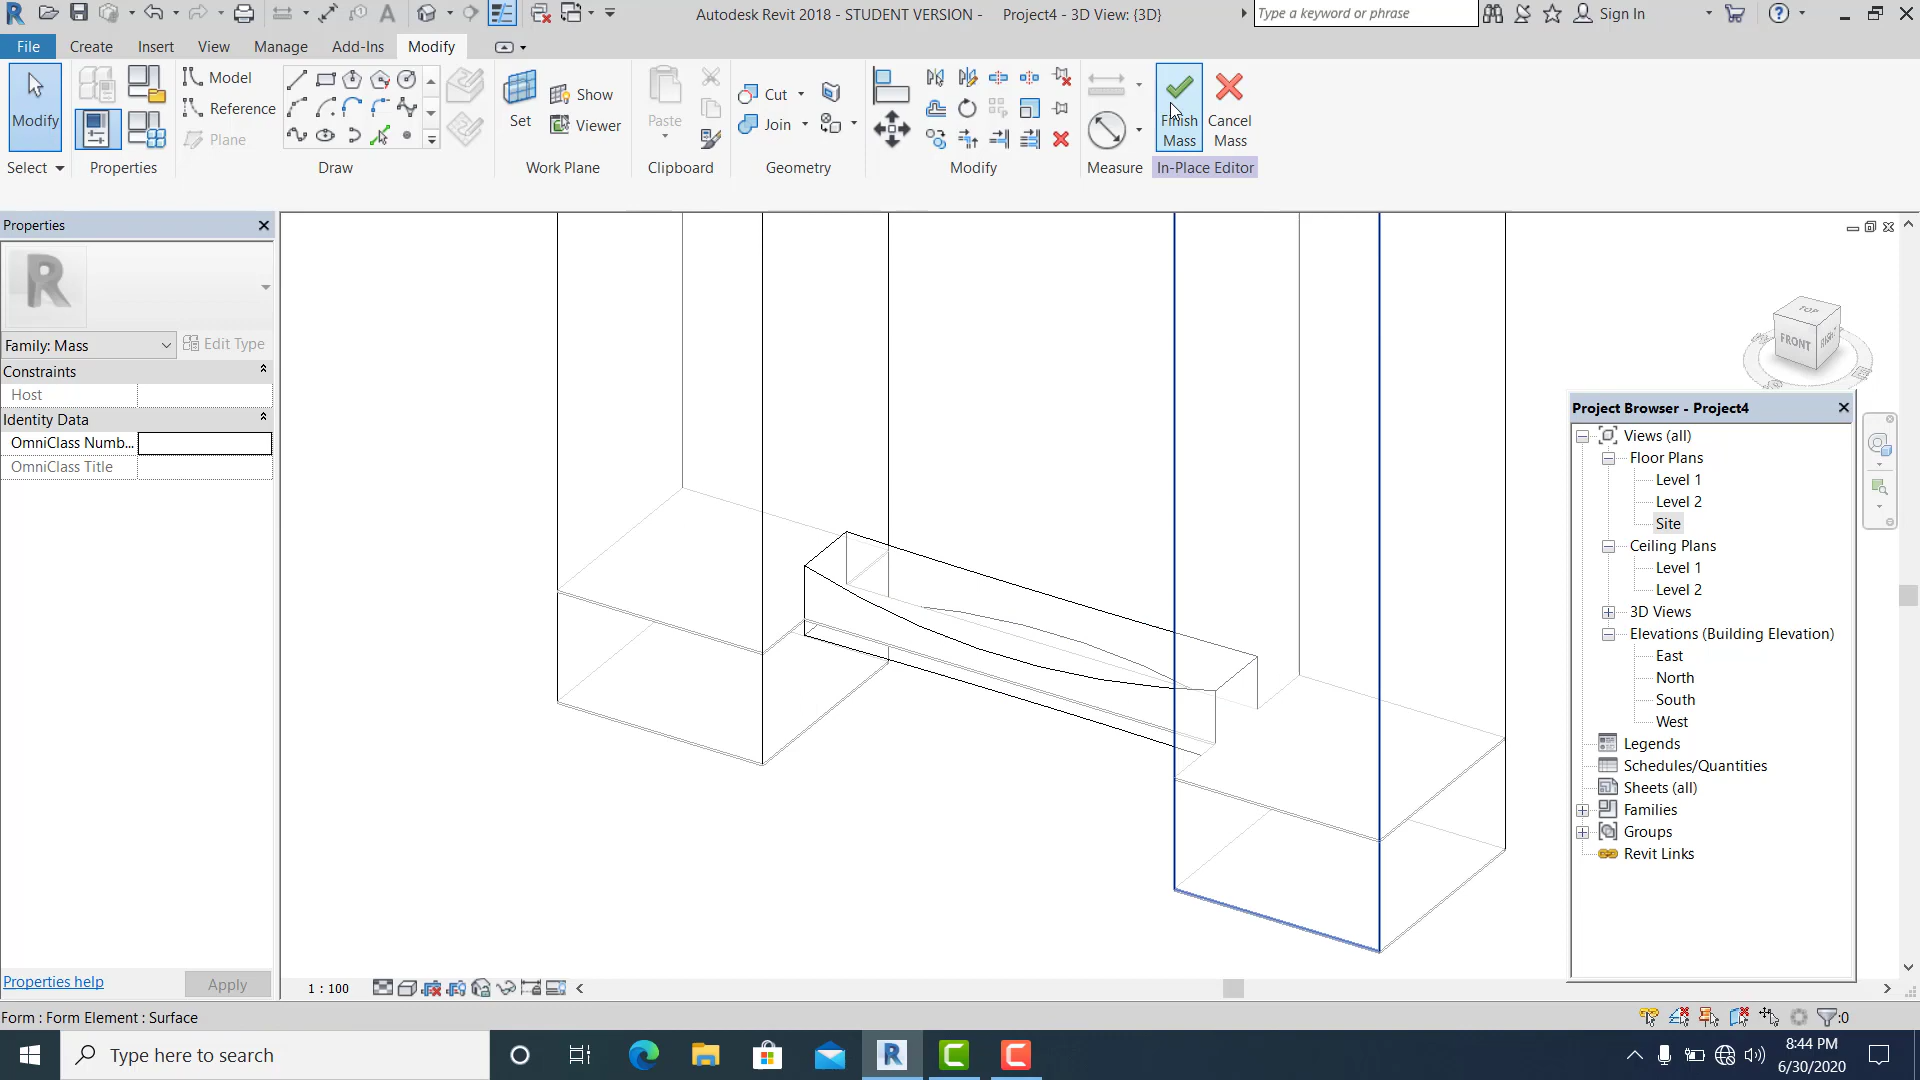 Autodesk Revit 2018 - STUDENT VERSION - Project4 - 3D View: {3D}
Type a keyword or phrase
Sign In
File Create Insert View Manage Add-Ins Modify
Modify
Model
Reference
Plane
Set
Show
Viewer
Paste
Cut
Join
Finish Mass
Cancel Mass
Select Properties Draw Work Plane Clipboard Geometry Modify Measure In-Place Editor
Properties
Family: Mass
Edit Type
Constraints
Host
Identity Data
OmniClass Numb...
OmniClass Title
Properties help
Apply
TOP
FRONT
RIGHT
Project Browser - Project4
Views (all)
Floor Plans
Level 1
Level 2
Site
Ceiling Plans
Level 1
Level 2
3D Views
Elevations (Building Elevation)
East
North
South
West
Legends
Schedules/Quantities
Sheets (all)
Families
Groups
Revit Links
1 : 100
Form : Form Element : Surface
:0
Type here to search
8:44 PM
6/30/2020